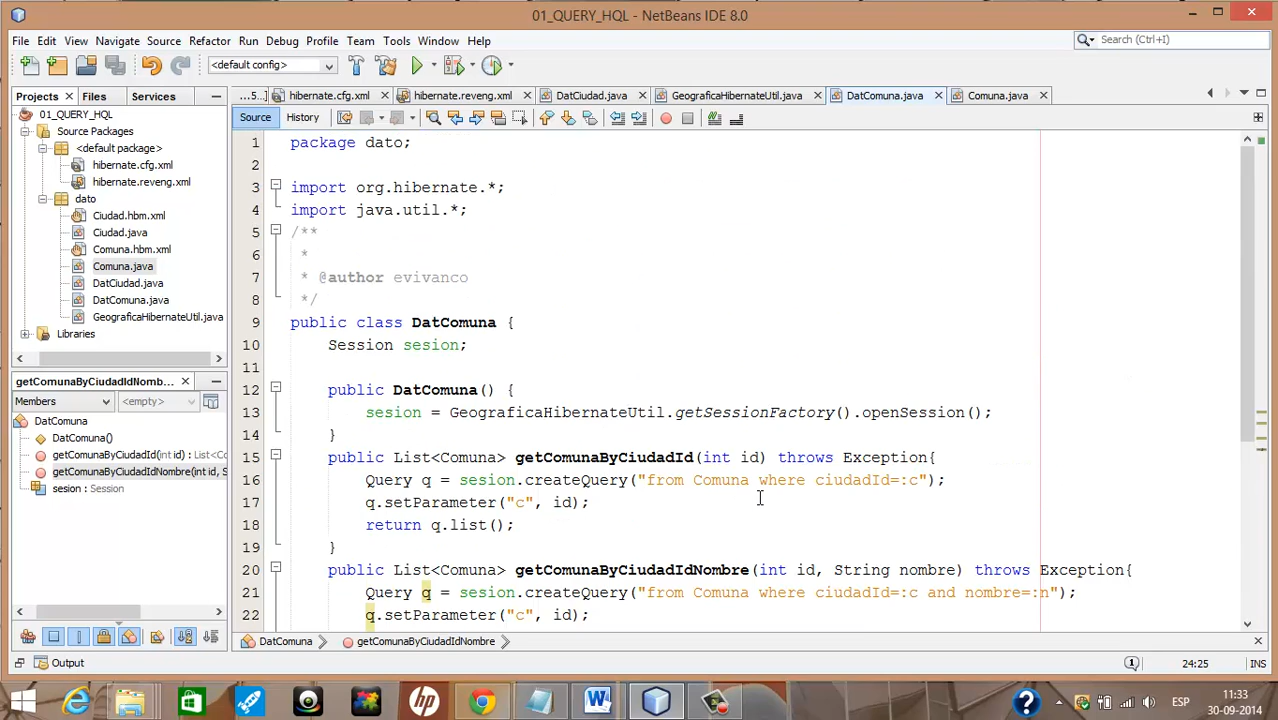 01_QUERY_HQL - NetBeans IDE 8.0
File Edit View Navigate Source Refactor Run Debug Profile Team Tools Window Help
Search (Ctrl+I)
<default config>
Projects Files Services
...5...] hibernate.cfg.xml hibernate.reveng.xml DatCiudad.java GeograficaHibernateUtil.java DatComuna.java Comuna.java
01_QUERY_HQL
Source Packages
<default package>
hibernate.cfg.xml
hibernate.reveng.xml
dato
Ciudad.hbm.xml
Ciudad.java
Comuna.hbm.xml
Comuna.java
DatCiudad.java
DatComuna.java
GeograficaHibernateUtil.java
Libraries
getComunaByCiudadIdNomb...
Members <empty>
DatComuna
DatComuna()
getComunaByCiudadId(int id) : List<C
getComunaByCiudadIdNombre(int id, S
sesion : Session
Source History
1 package dato;
2
3 import org.hibernate.*;
4 import java.util.*;
5 /**
6 *
7 * @author evivanco
8 */
9 public class DatComuna {
10 Session sesion;
11
12 public DatComuna() {
13 sesion = GeograficaHibernateUtil.getSessionFactory().openSession();
14 }
15 public List<Comuna> getComunaByCiudadId(int id) throws Exception{
16 Query q = sesion.createQuery("from Comuna where ciudadId=:c");
17 q.setParameter("c", id);
18 return q.list();
19 }
20 public List<Comuna> getComunaByCiudadIdNombre(int id, String nombre) throws Exception{
21 Query q = sesion.createQuery("from Comuna where ciudadId=:c and nombre=:n");
22 q.setParameter("c", id);
DatComuna getComunaByCiudadIdNombre
Output
1 24:25 INS
hp W ? ESP
11:33
30-09-2014